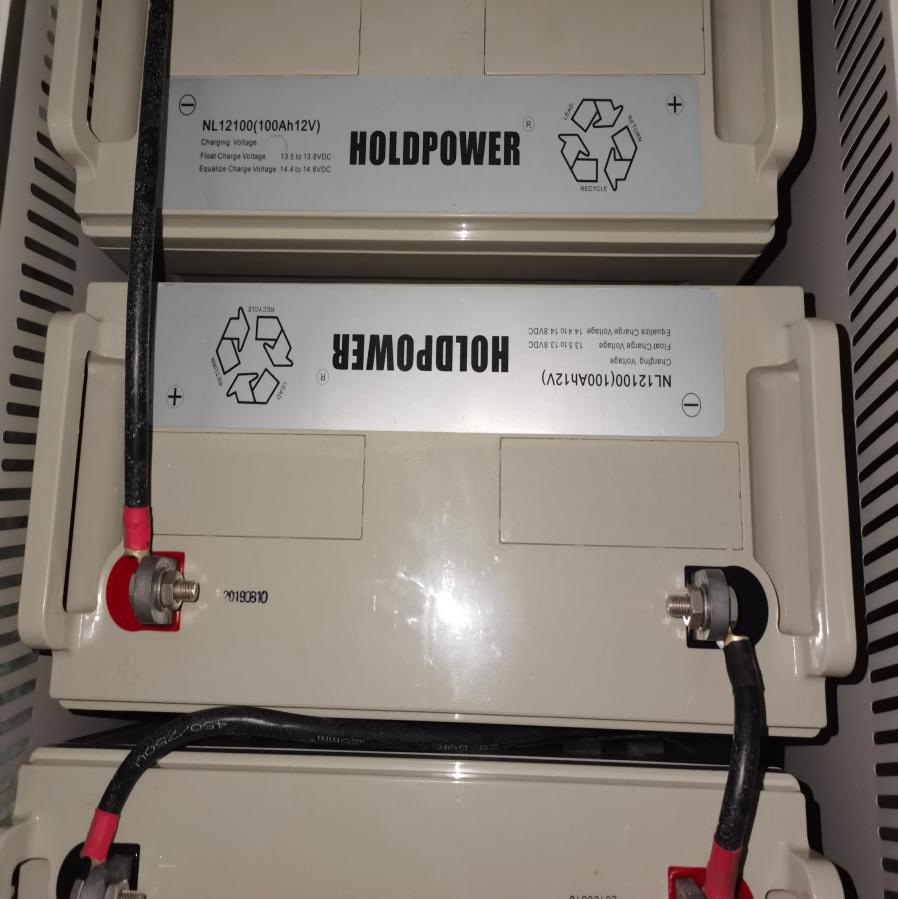 NL12100(100Ah12V)
Charging Voltage
Float Charge Voltage 13.5 to 13.8VDC
Equalize Charge Voltage 14.4 to 14.8VDC
HOLDPOWER
®
LEAD
RETURN
RECYCLE
NL12100(100Ah12V)
Charging Voltage
Float Charge Voltage 13.5 to 13.8VDC
Equalize Charge Voltage 14.4 to 14.8VDC
HOLDPOWER
®
LEAD
RETURN
RECYCLE
20190810
450/750V 25mm²